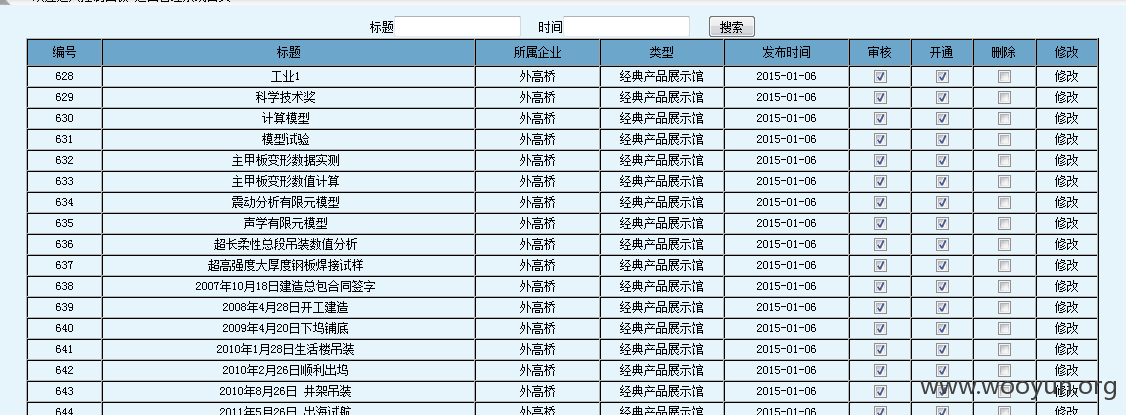 标题 时间 搜索
编号 标题 所属企业 类型 发布时间 审核 开通 删除 修改
628 工业1 外高桥 经典产品展示馆 2015-01-06 修改
629 科学技术奖 外高桥 经典产品展示馆 2015-01-06 修改
630 计算模型 外高桥 经典产品展示馆 2015-01-06 修改
631 模型试验 外高桥 经典产品展示馆 2015-01-06 修改
632 主甲板变形数据实测 外高桥 经典产品展示馆 2015-01-06 修改
633 主甲板变形数值计算 外高桥 经典产品展示馆 2015-01-06 修改
634 震动分析有限元模型 外高桥 经典产品展示馆 2015-01-06 修改
635 声学有限元模型 外高桥 经典产品展示馆 2015-01-06 修改
636 超长柔性总段吊装数值分析 外高桥 经典产品展示馆 2015-01-06 修改
637 超高强度大厚度钢板焊接试样 外高桥 经典产品展示馆 2015-01-06 修改
638 2007年10月18日建造总包合同签字 外高桥 经典产品展示馆 2015-01-06 修改
639 2008年4月28日开工建造 外高桥 经典产品展示馆 2015-01-06 修改
640 2009年4月20日下坞铺底 外高桥 经典产品展示馆 2015-01-06 修改
641 2010年1月28日生活楼吊装 外高桥 经典产品展示馆 2015-01-06 修改
642 2010年2月26日顺利出坞 外高桥 经典产品展示馆 2015-01-06 修改
643 2010年8月26日 井架吊装 外高桥 经典产品展示馆 2015-01-06 修改
644 2011年5月26日 出海试航 外高桥 经典产品展示馆 2015-01-06 修改
www.wooyun.org